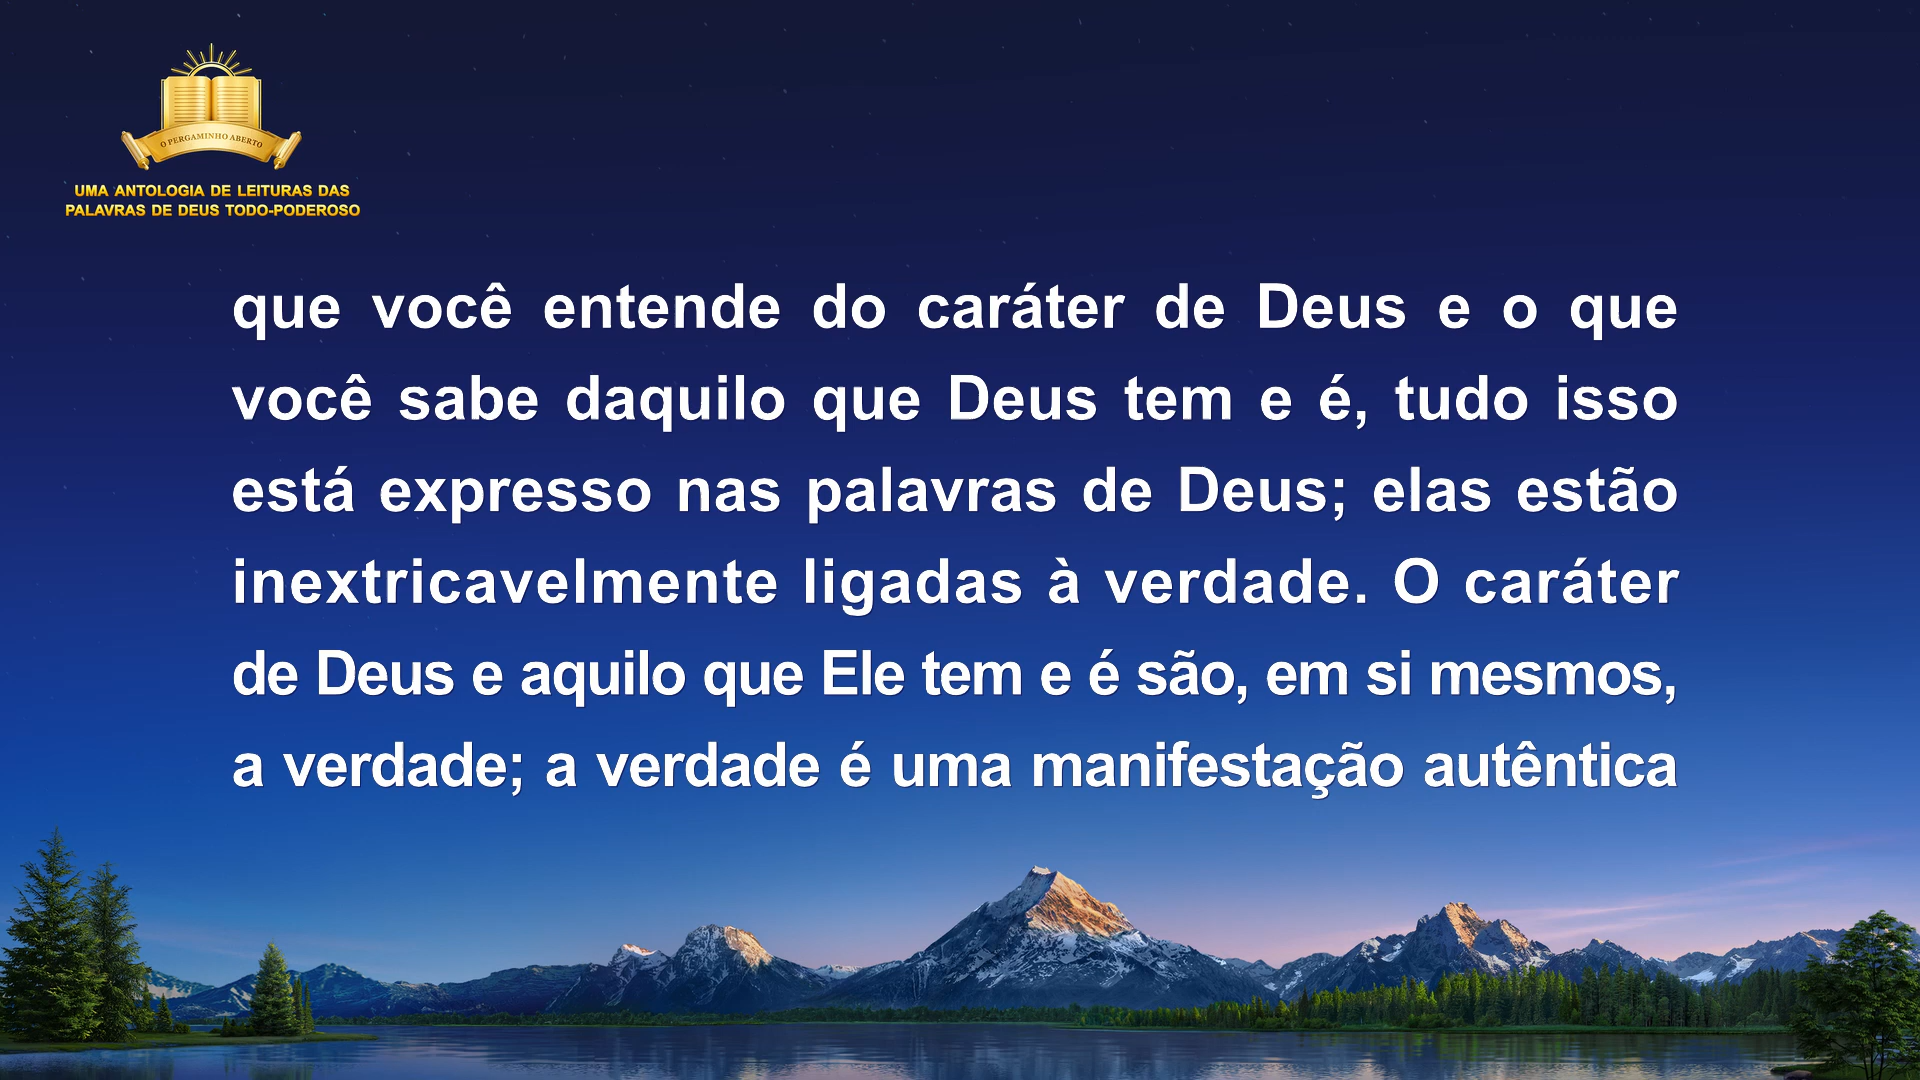 O PERGAMINHO ABERTO
UMA ANTOLOGIA DE LEITURAS DAS
PALAVRAS DE DEUS TODO-PODEROSO
que você entende do caráter de Deus e o que
você sabe daquilo que Deus tem e é, tudo isso
está expresso nas palavras de Deus; elas estão
inextricavelmente ligadas à verdade. O caráter
de Deus e aquilo que Ele tem e é são, em si mesmos,
a verdade; a verdade é uma manifestação autêntica